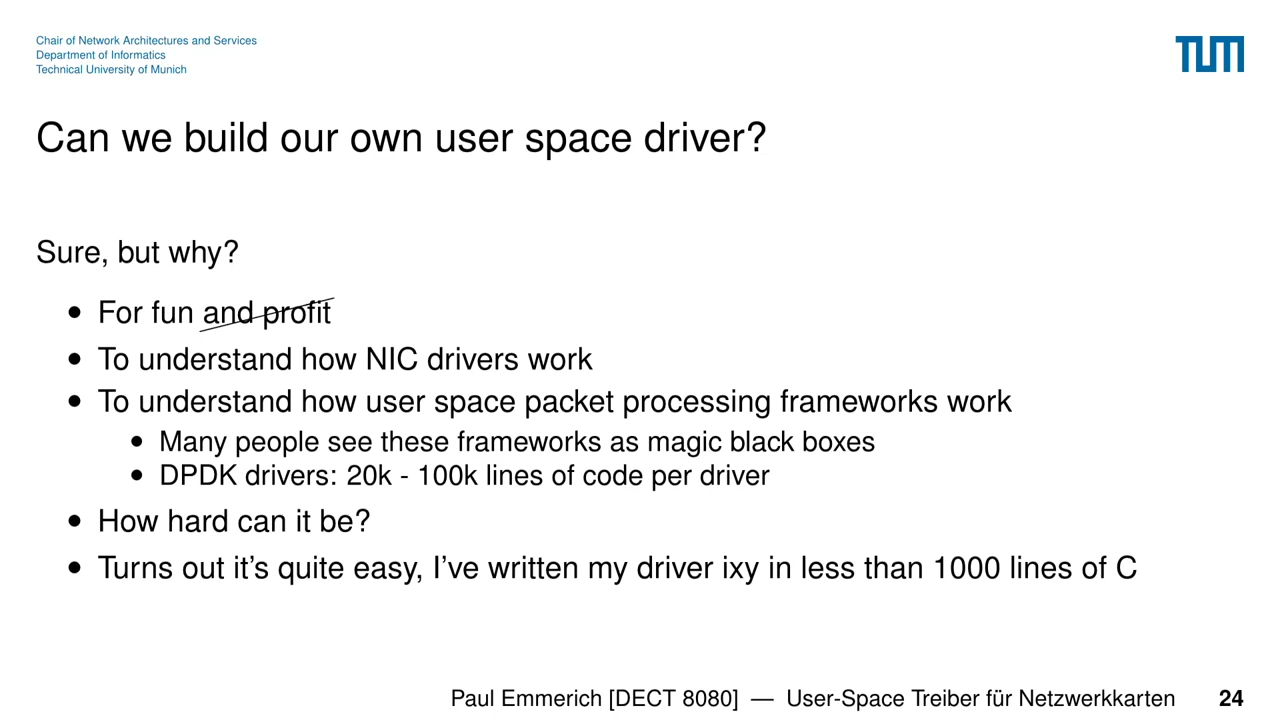 Chair of Network Architectures and Services
Department of Informatics
Technical University of Munich
TUM
Can we build our own user space driver?
Sure, but why?
• For fun and profit
• To understand how NIC drivers work
• To understand how user space packet processing frameworks work
• Many people see these frameworks as magic black boxes
• DPDK drivers: 20k - 100k lines of code per driver
• How hard can it be?
• Turns out it's quite easy, I've written my driver ixy in less than 1000 lines of C
Paul Emmerich [DECT 8080] — User-Space Treiber für Netzwerkkarten 24